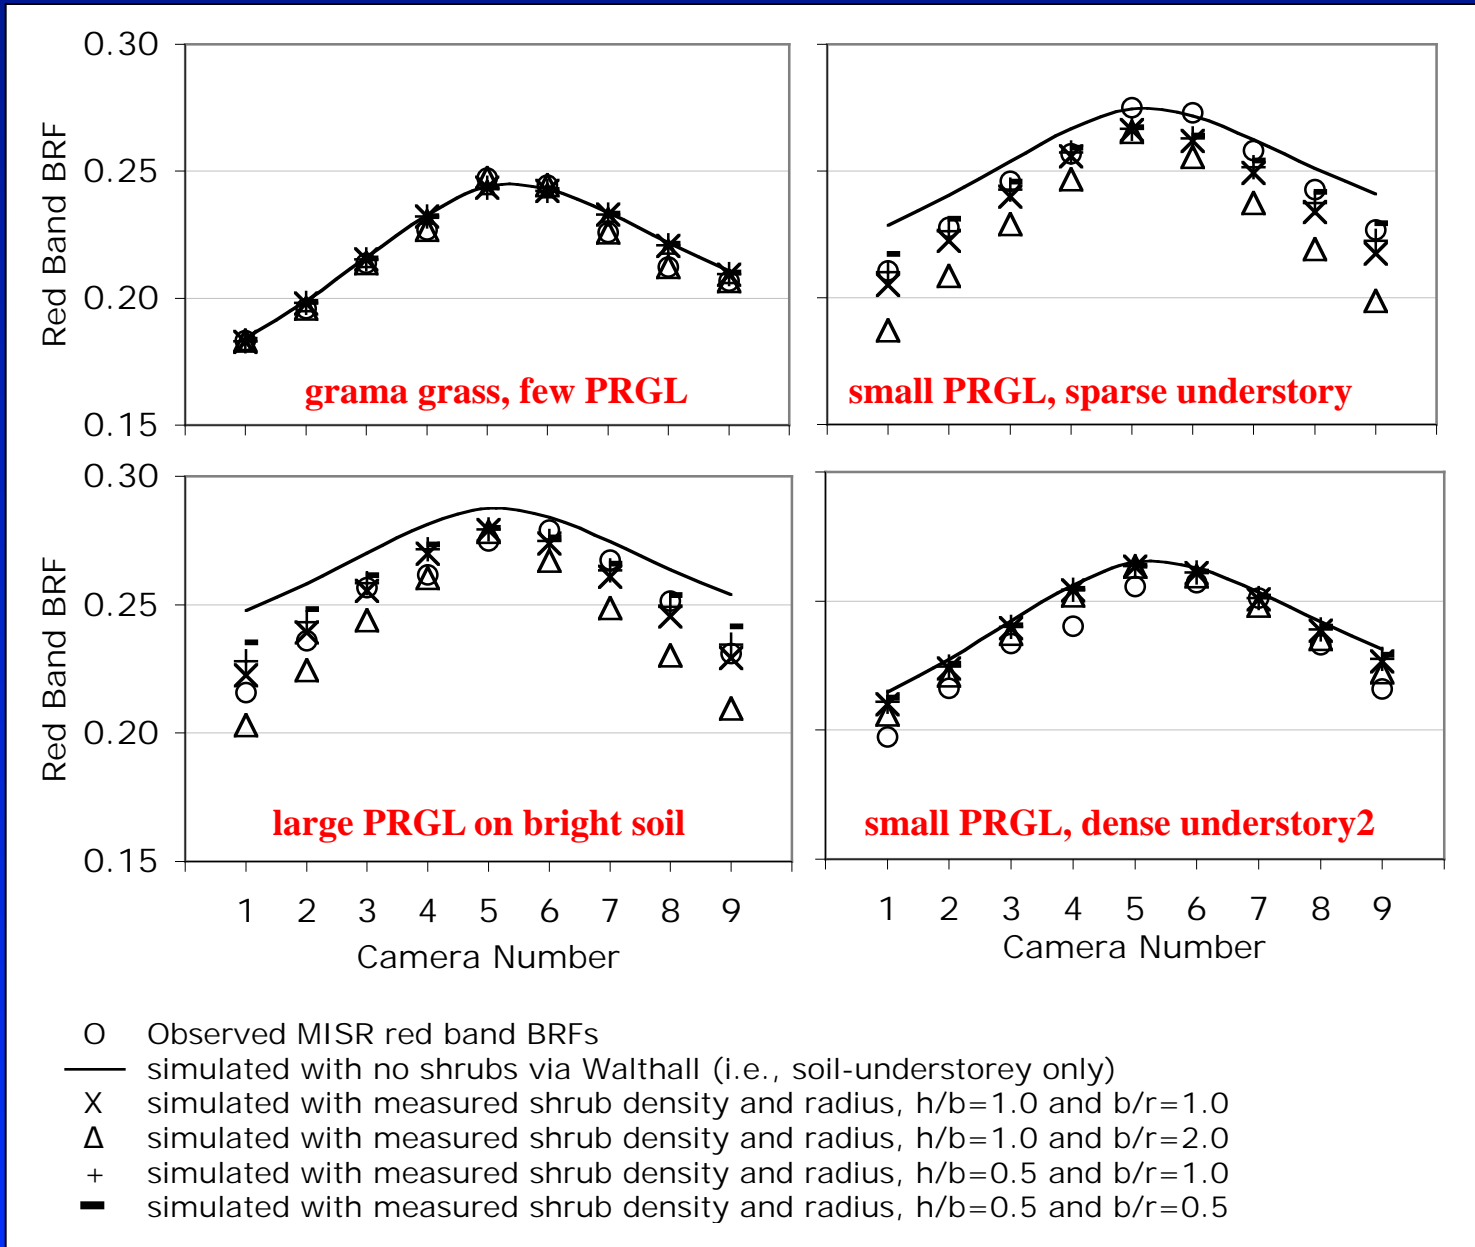 0.30
0.25
0.20
0.15
Red Band BRF
grama grass, few PRGL
small PRGL, sparse understory
0.30
0.25
0.20
0.15
Red Band BRF
large PRGL on bright soil
small PRGL, dense understory2
1 2 3 4 5 6 7 8 9
1 2 3 4 5 6 7 8 9
Camera Number
Camera Number
O Observed MISR red band BRFs
simulated with no shrubs via Walthall (i.e., soil-understorey only)
X simulated with measured shrub density and radius, h/b=1.0 and b/r=1.0
Δ simulated with measured shrub density and radius, h/b=1.0 and b/r=2.0
+ simulated with measured shrub density and radius, h/b=0.5 and b/r=1.0
simulated with measured shrub density and radius, h/b=0.5 and b/r=0.5